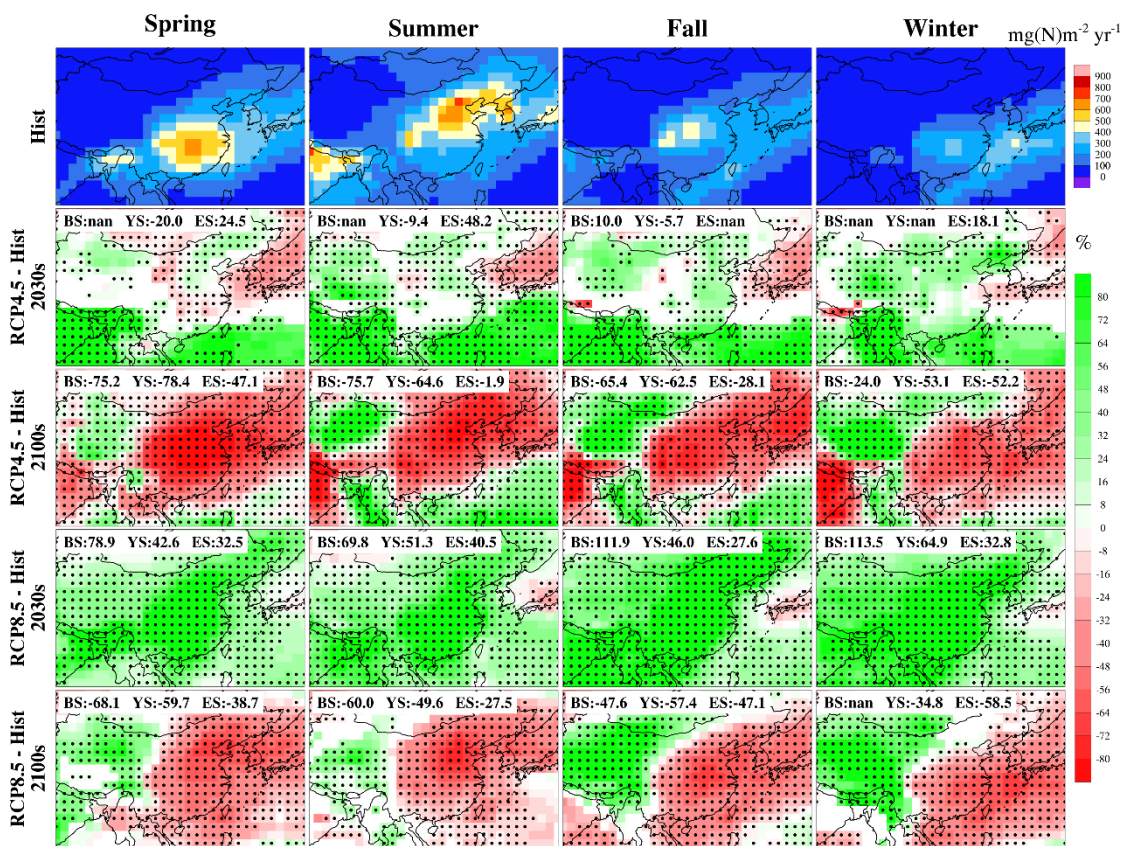 Spring Summer Fall Winter mg(N)m⁻² yr⁻¹
Hist
900
800
700
600
500
400
300
200
100
0
RCP4.5 - Hist
2030s
BS:nan YS:-20.0 ES:24.5
BS:nan YS:-9.4 ES:48.2
BS:10.0 YS:-5.7 ES:nan
BS:nan YS:nan ES:18.1
%
RCP4.5 - Hist
2100s
BS:-75.2 YS:-78.4 ES:-47.1
BS:-75.7 YS:-64.6 ES:-1.9
BS:-65.4 YS:-62.5 ES:-28.1
BS:-24.0 YS:-53.1 ES:-52.2
RCP8.5 - Hist
2030s
BS:78.9 YS:42.6 ES:32.5
BS:69.8 YS:51.3 ES:40.5
BS:111.9 YS:46.0 ES:27.6
BS:113.5 YS:64.9 ES:32.8
RCP8.5 - Hist
2100s
BS:-68.1 YS:-59.7 ES:-38.7
BS:-60.0 YS:-49.6 ES:-27.5
BS:-47.6 YS:-57.4 ES:-47.1
BS:nan YS:-34.8 ES:-58.5
80
72
64
56
48
40
32
24
16
8
0
-8
-16
-24
-32
-40
-48
-56
-64
-72
-80